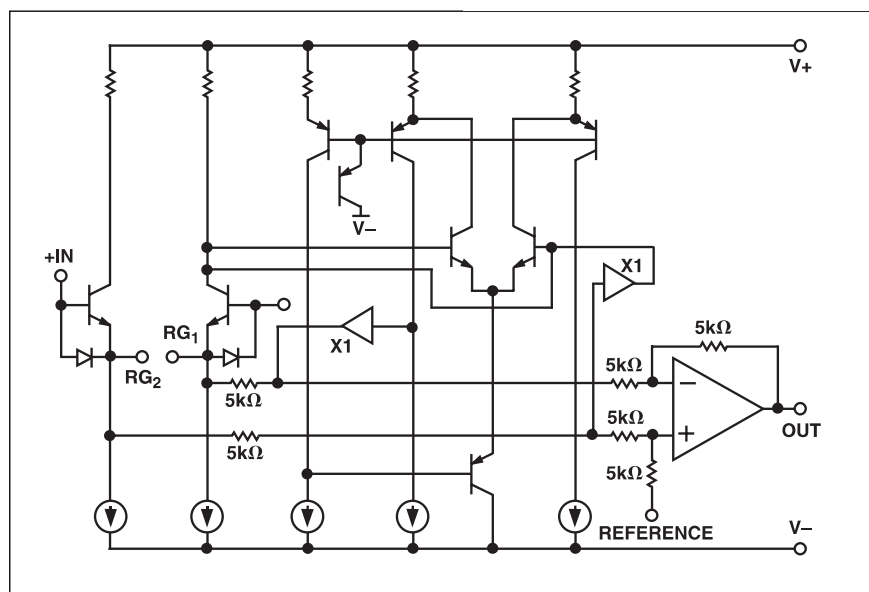 V+
V–
+IN
X1
RG1
X1
RG2
5kΩ
5kΩ
5kΩ
–
5kΩ
5kΩ
+
OUT
5kΩ
5kΩ
REFERENCE
V–